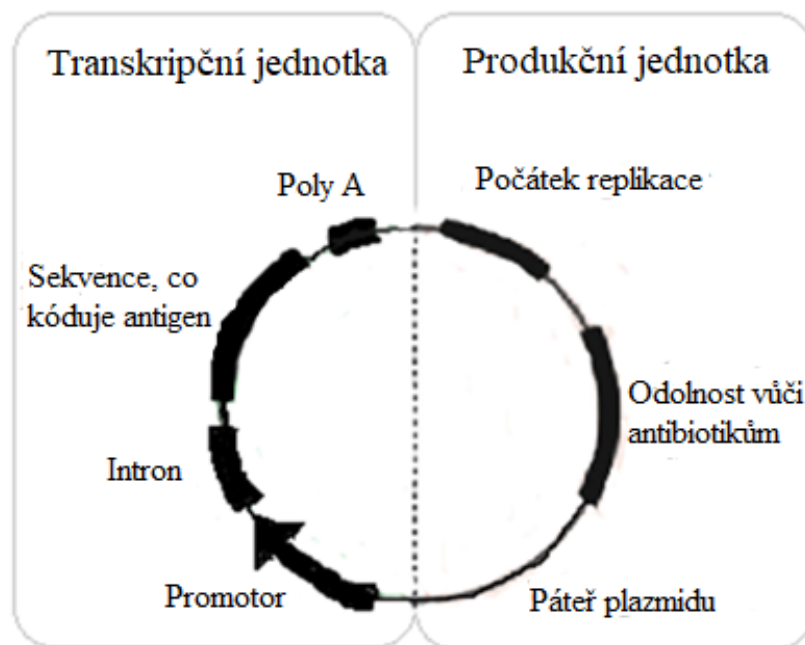 Transkripční jednotka
Produkční jednotka
Poly A
Počátek replikace
Sekvence, co
kóduje antigen
Odolnost vůči
antibiotikům
Intron
Promotor
Páteř plazmidu